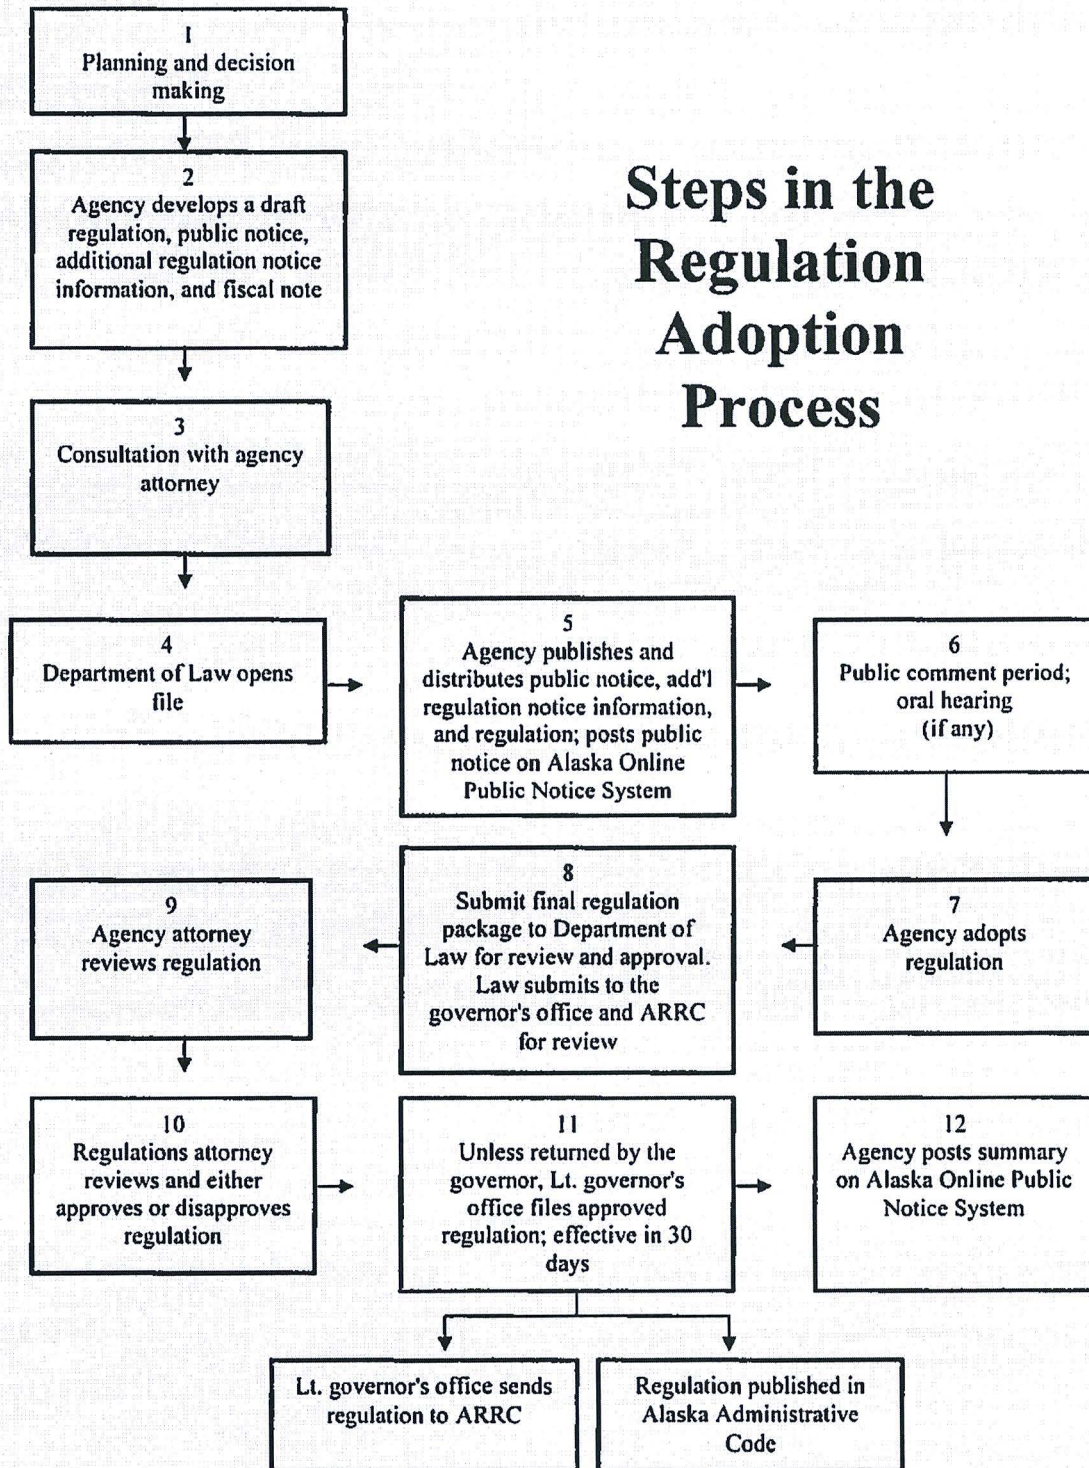 1
Planning and decision
making
2
Agency develops a draft
regulation, public notice,
additional regulation notice
information, and fiscal note
Steps in the
Regulation
Adoption
Process
3
Consultation with agency
attorney
4
Department of Law opens
file
5
Agency publishes and
distributes public notice, add'l
regulation notice information,
and regulation; posts public
notice on Alaska Online
Public Notice System
6
Public comment period;
oral hearing
(if any)
7
Agency adopts
regulation
8
Submit final regulation
package to Department of
Law for review and approval.
Law submits to the
governor's office and ARRC
for review
9
Agency attorney
reviews regulation
10
Regulations attorney
reviews and either
approves or disapproves
regulation
11
Unless returned by the
governor, Lt. governor's
office files approved
regulation; effective in 30
days
12
Agency posts summary
on Alaska Online Public
Notice System
Lt. governor's office sends
regulation to ARRC
Regulation published in
Alaska Administrative
Code